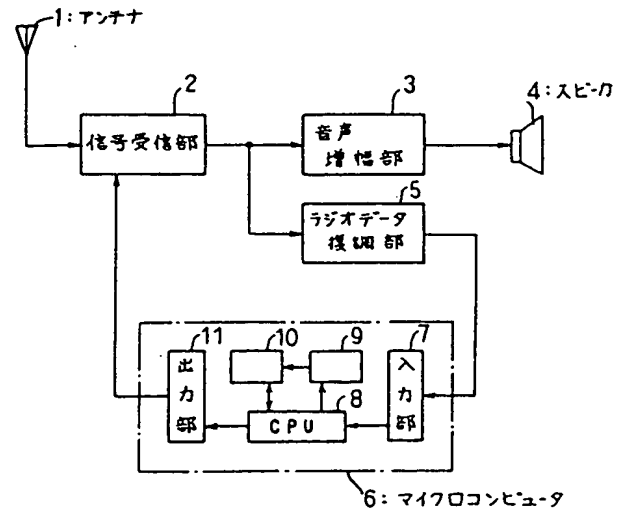 1:アンテナ
2
信号受信部
3
音声
増幅部
4:スピーカ
5
ラジオデータ
復調部
11
出
力
部
10
9
8
CPU
7
入
力
部
6:マイクロコンピュータ